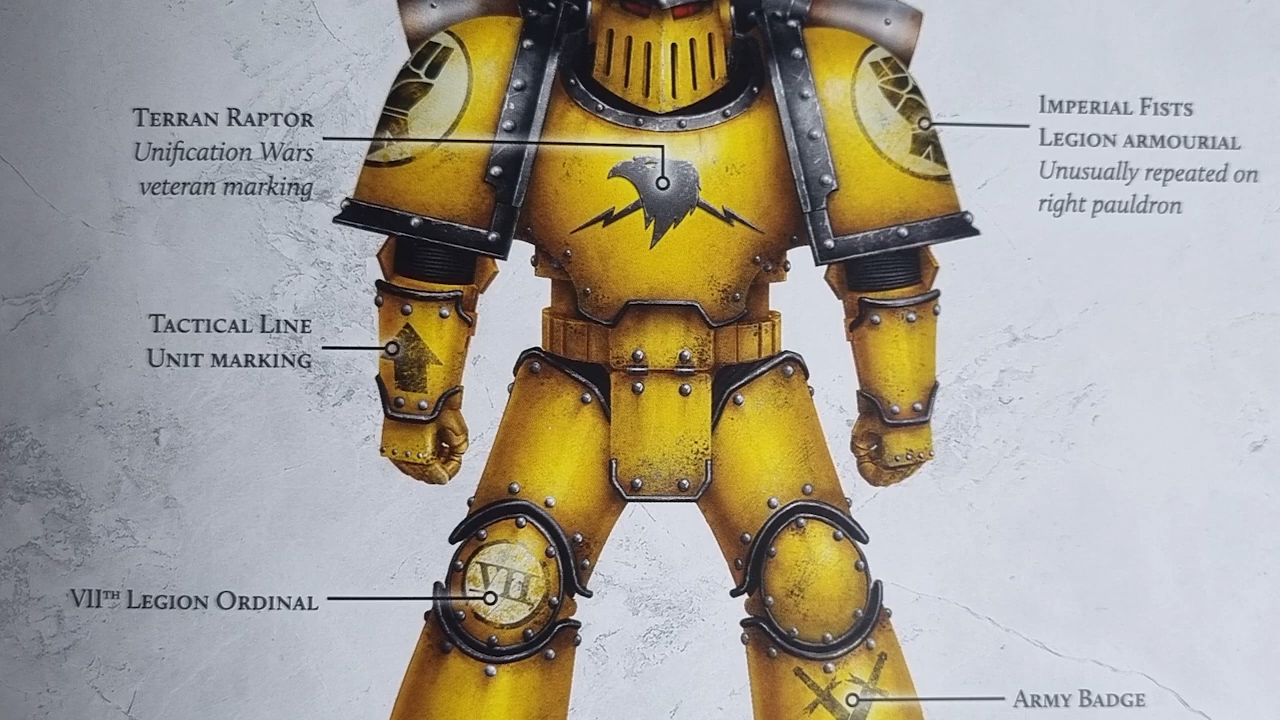 Terran Raptor
Unification Wars
veteran marking
Imperial Fists
Legion armourial
Unusually repeated on
right pauldron
Tactical Line
Unit marking
VII
VIIth Legion Ordinal
Army Badge